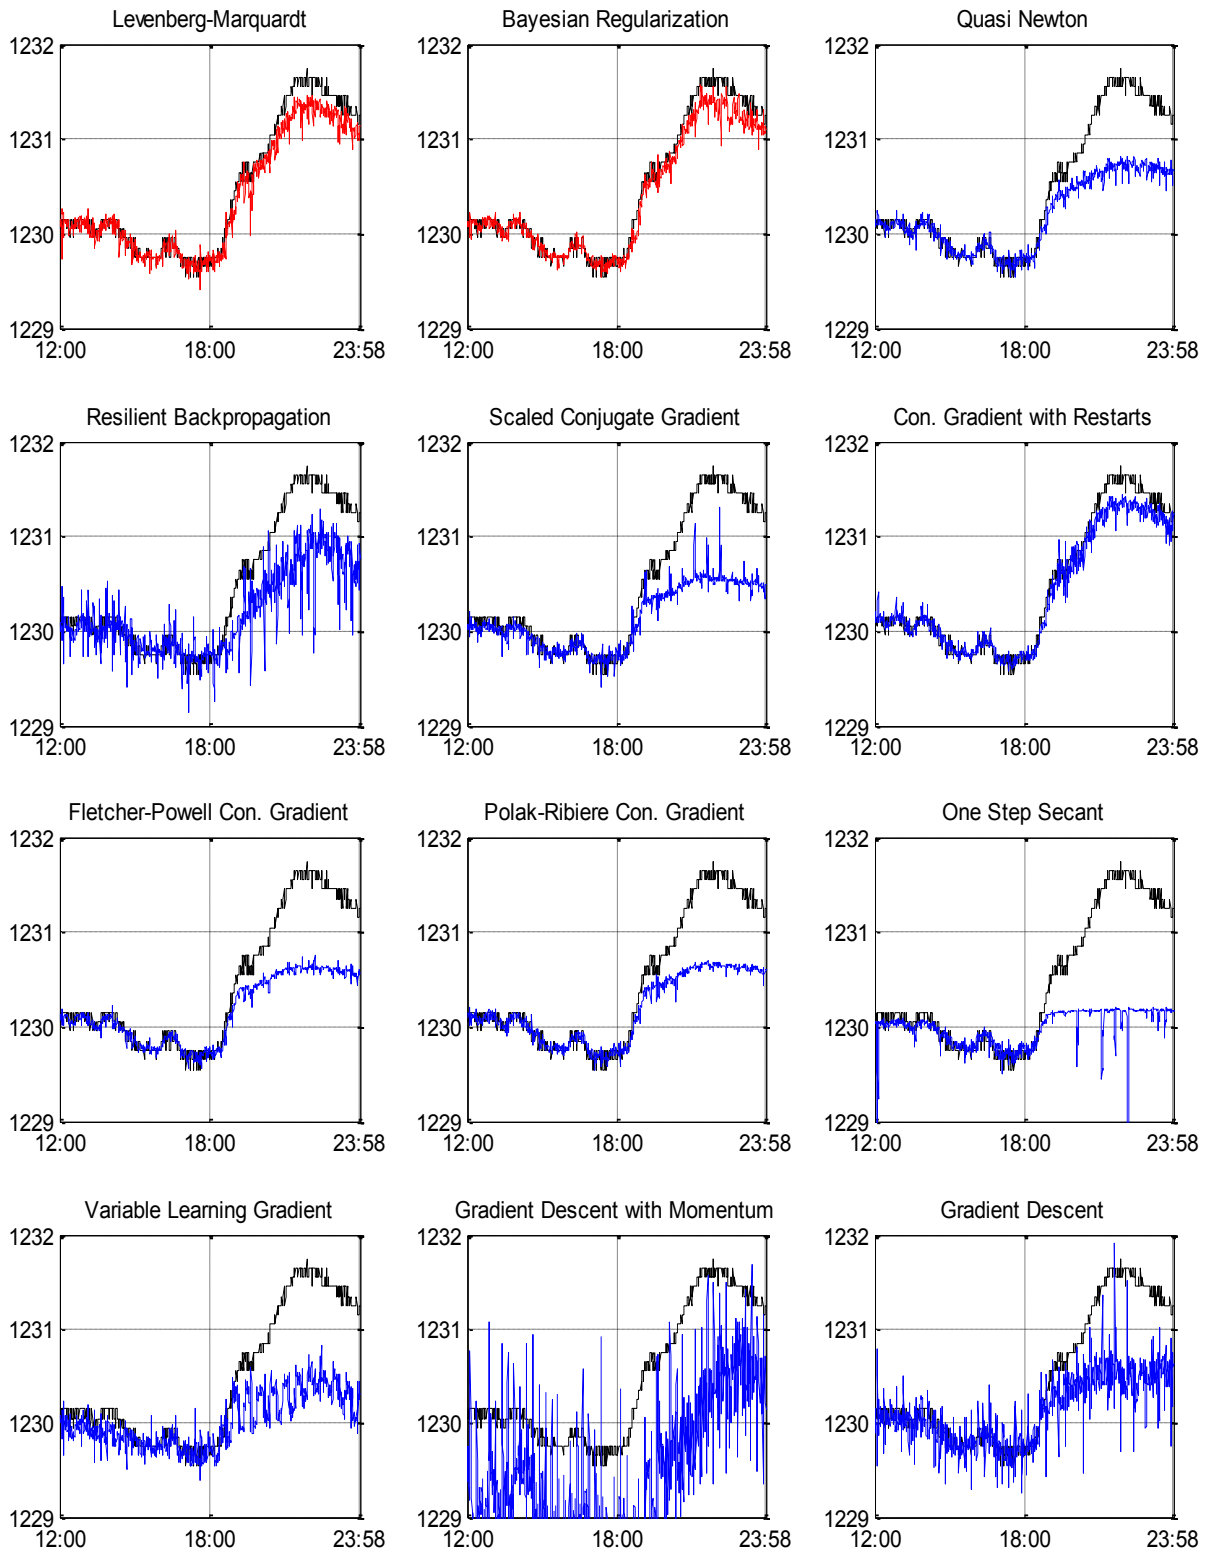 Levenberg-Marquardt Bayesian Regularization Quasi Newton
1232 1232 1232
1231 1231 1231
1230 1230 1230
1229 1229 1229
12:00 18:00 23:58 12:00 18:00 23:58 12:00 18:00 23:58
Resilient Backpropagation Scaled Conjugate Gradient Con. Gradient with Restarts
1232 1232 1232
1231 1231 1231
1230 1230 1230
1229 1229 1229
12:00 18:00 23:58 12:00 18:00 23:58 12:00 18:00 23:58
Fletcher-Powell Con. Gradient Polak-Ribiere Con. Gradient One Step Secant
1232 1232 1232
1231 1231 1231
1230 1230 1230
1229 1229 1229
12:00 18:00 23:58 12:00 18:00 23:58 12:00 18:00 23:58
Variable Learning Gradient Gradient Descent with Momentum Gradient Descent
1232 1232 1232
1231 1231 1231
1230 1230 1230
1229 1229 1229
12:00 18:00 23:58 12:00 18:00 23:58 12:00 18:00 23:58